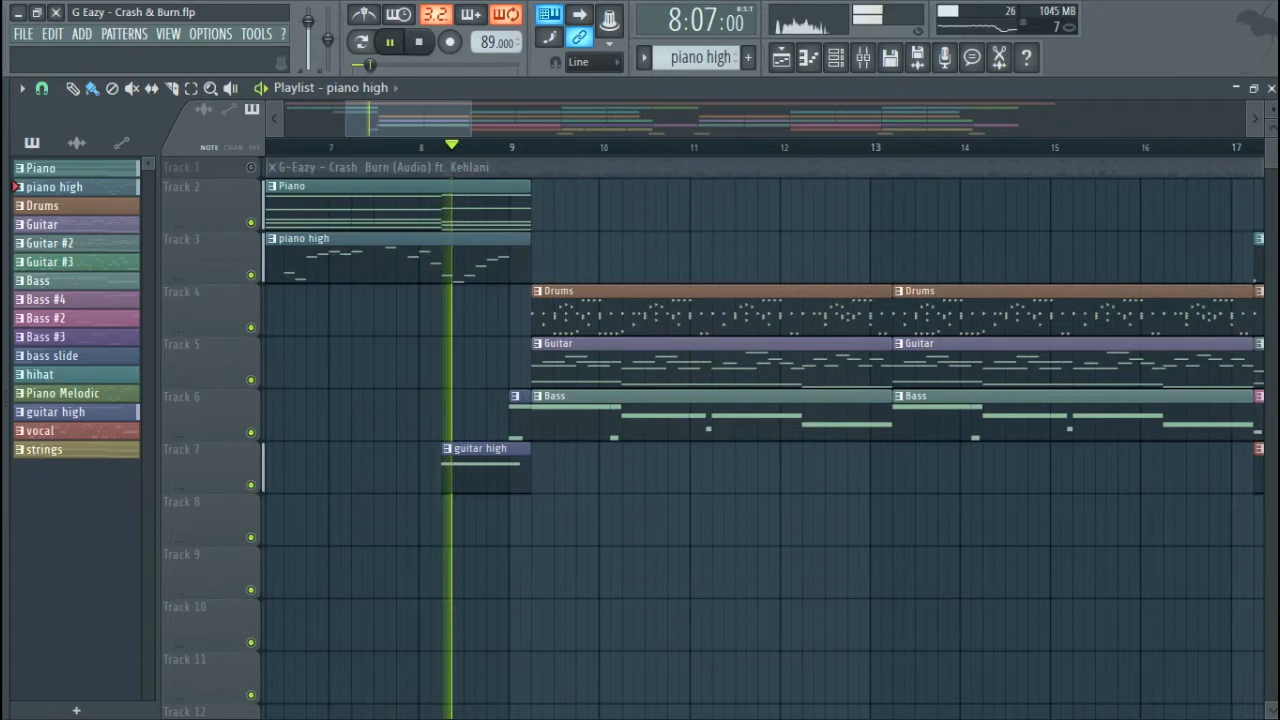 G Eazy - Crash & Burn.flp
FILE EDIT ADD PATTERNS VIEW OPTIONS TOOLS ?
3.2
89.000
Line
8:07:00
B:S:T
piano high
26
1045 MB
7
Playlist - piano high
NOTE CHAN PAT
7 8 9 10 11 12 13 14 15 16 17
Piano
piano high
Drums
Guitar
Guitar #2
Guitar #3
Bass
Bass #4
Bass #2
Bass #3
bass slide
hihat
Piano Melodic
guitar high
vocal
strings
Track 1
G-Eazy - Crash Burn (Audio) ft. Kehlani
Track 2
Piano
Track 3
piano high
Track 4
Drums
Drums
Track 5
Guitar
Guitar
Track 6
Bass
Bass
Track 7
guitar high
Track 8
Track 9
Track 10
Track 11
Track 12